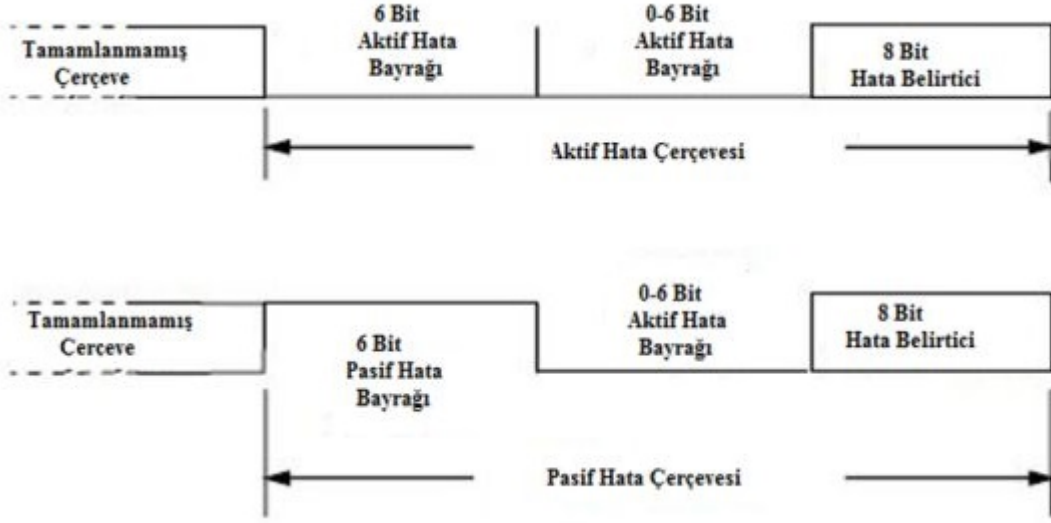 Tamamlanmamış
Çerçeve
6 Bit
Aktif Hata
Bayrağı
0-6 Bit
Aktif Hata
Bayrağı
8 Bit
Hata Belirtici
Aktif Hata Çerçevesi
Tamamlanmamış
Cerceve
6 Bit
Pasif Hata
Bayrağı
0-6 Bit
Aktif Hata
Bayrağı
8 Bit
Hata Belirtici
Pasif Hata Çerçevesi